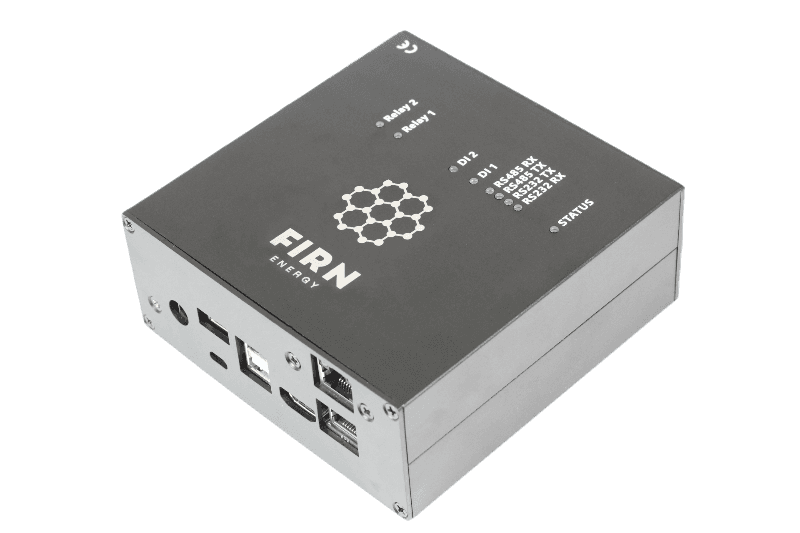 CE
Relay 2
Relay 1
DI 2
DI 1
RS485 RX
RS485 TX
RS232 TX
RS232 RX
STATUS
FIRN
ENERGY